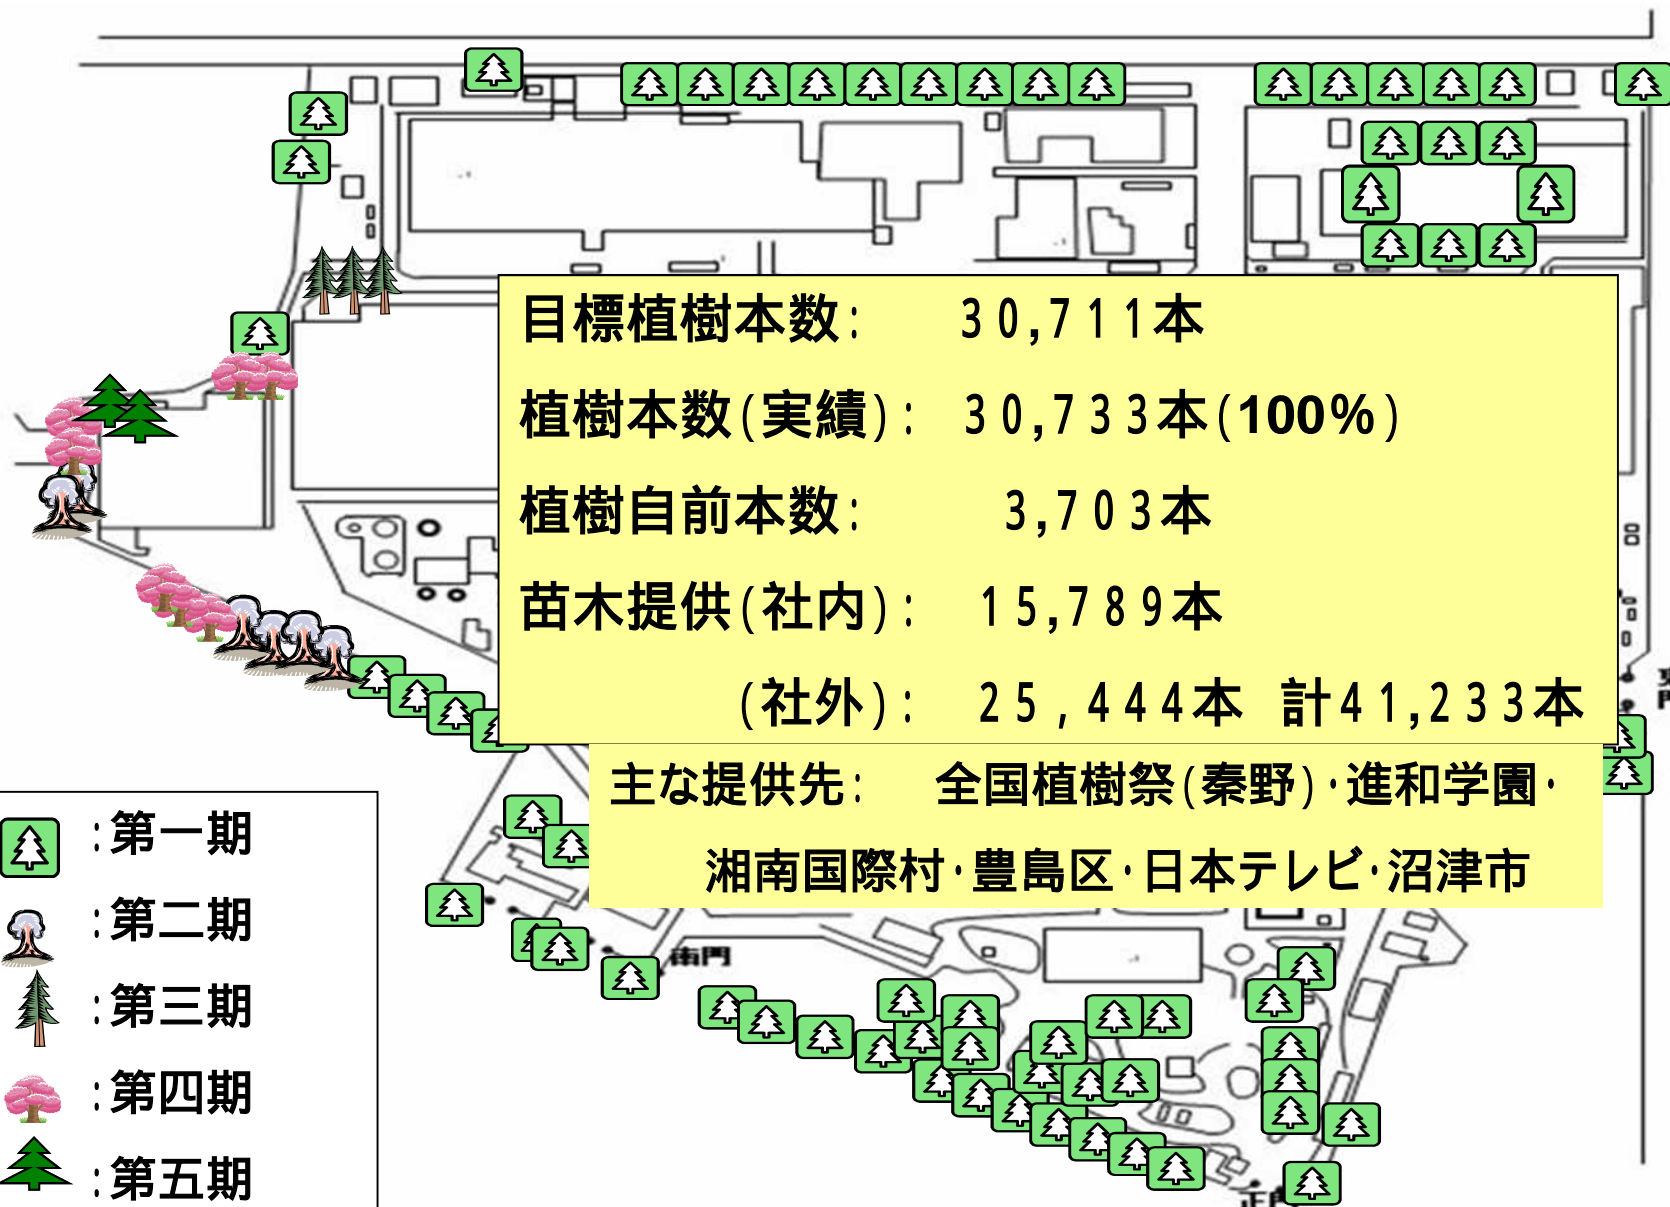 目標植樹本数: 30,711本
植樹本数(実績): 30,733本(100%)
植樹自前本数: 3,703本
苗木提供(社内): 15,789本
(社外): 25,444本 計41,233本
主な提供先: 全国植樹祭(秦野)・進和学園・
湘南国際村・豊島区・日本テレビ・沼津市
:第一期
:第二期
:第三期
:第四期
:第五期
南門